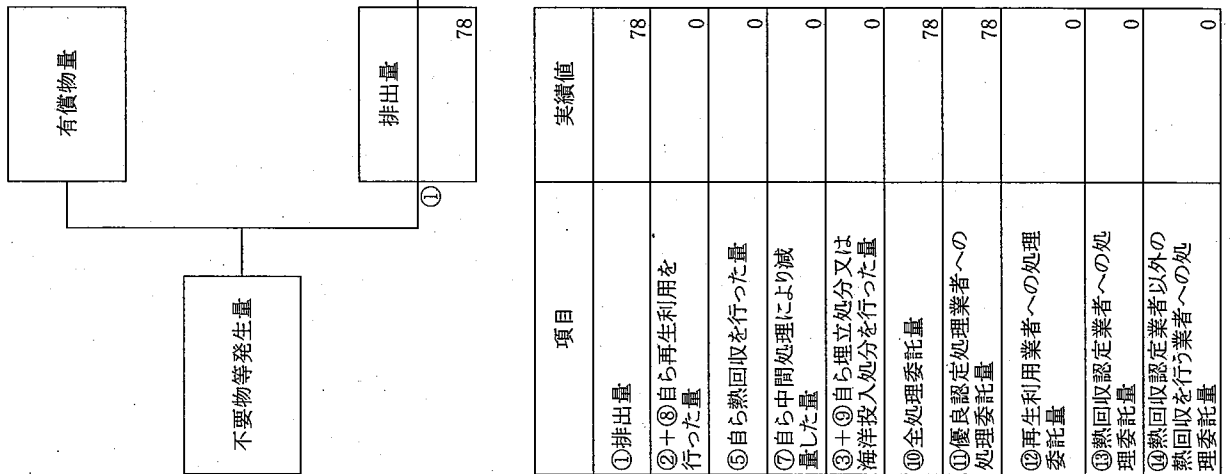 有償物量
不要物等発生量
排出量
①
78
項目
実績値
①排出量
78
②+⑧自ら再生利用を
行った量
0
⑤自ら熱回収を行った量
0
⑦自ら中間処理により減
量した量
0
③+⑨自ら埋立処分又は
海洋投入処分を行った量
0
⑩全処理委託量
78
⑪優良認定処理業者への
処理委託量
78
⑫再生利用業者への処理
委託量
0
⑬熱回収認定業者への処
理委託量
0
⑭熱回収認定業者以外の
熱回収を行う業者への処
理委託量
0